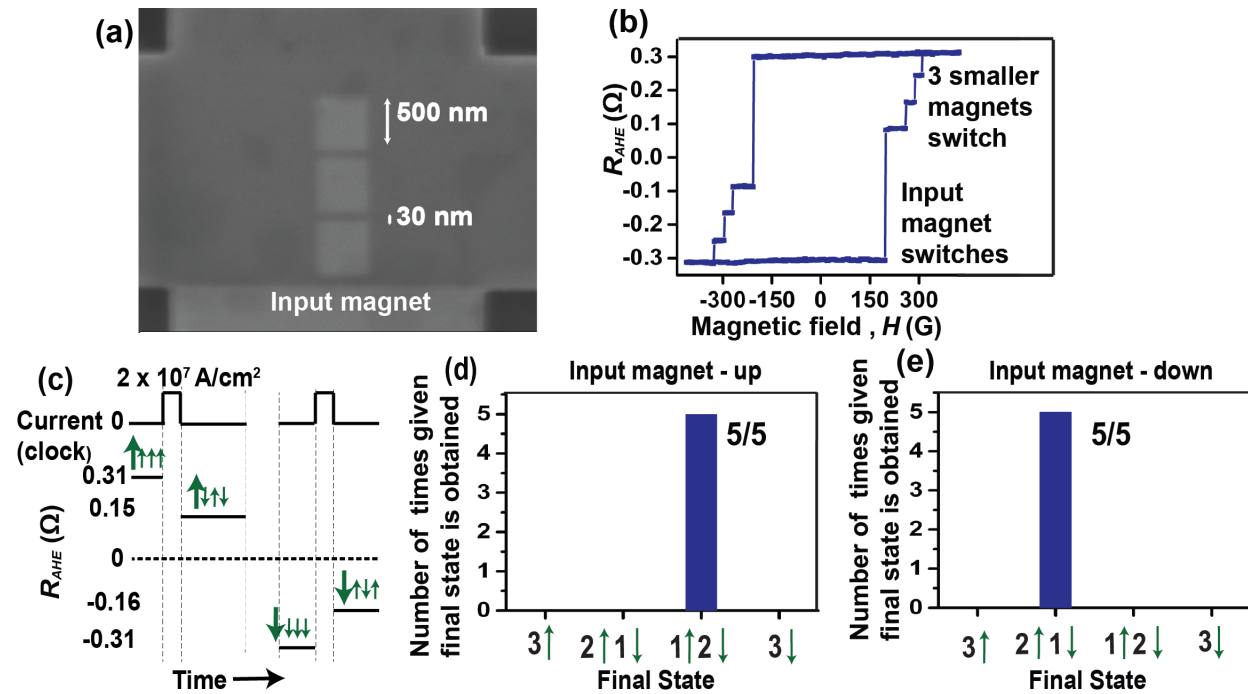 (a)
500 nm
30 nm
Input magnet
(b)
R_AHE (Ω)
0.3
0.2
0.1
0.0
-0.1
-0.2
-0.3
3 smaller
magnets
switch
Input
magnet
switches
-300 -150 0 150 300
Magnetic field , H (G)
(c)
2 x 10⁷ A/cm²
Current 0
(clock)
0.31
0.15
0
-0.16
-0.31
R_AHE (Ω)
Time →
(d)
Input magnet - up
Number of times given
final state is obtained
5
4
3
2
1
0
5/5
3↑ 2↑1↓ 1↑2↓ 3↓
Final State
(e)
Input magnet - down
Number of times given
final state is obtained
5
4
3
2
1
0
5/5
3↑ 2↑1↓ 1↑2↓ 3↓
Final State